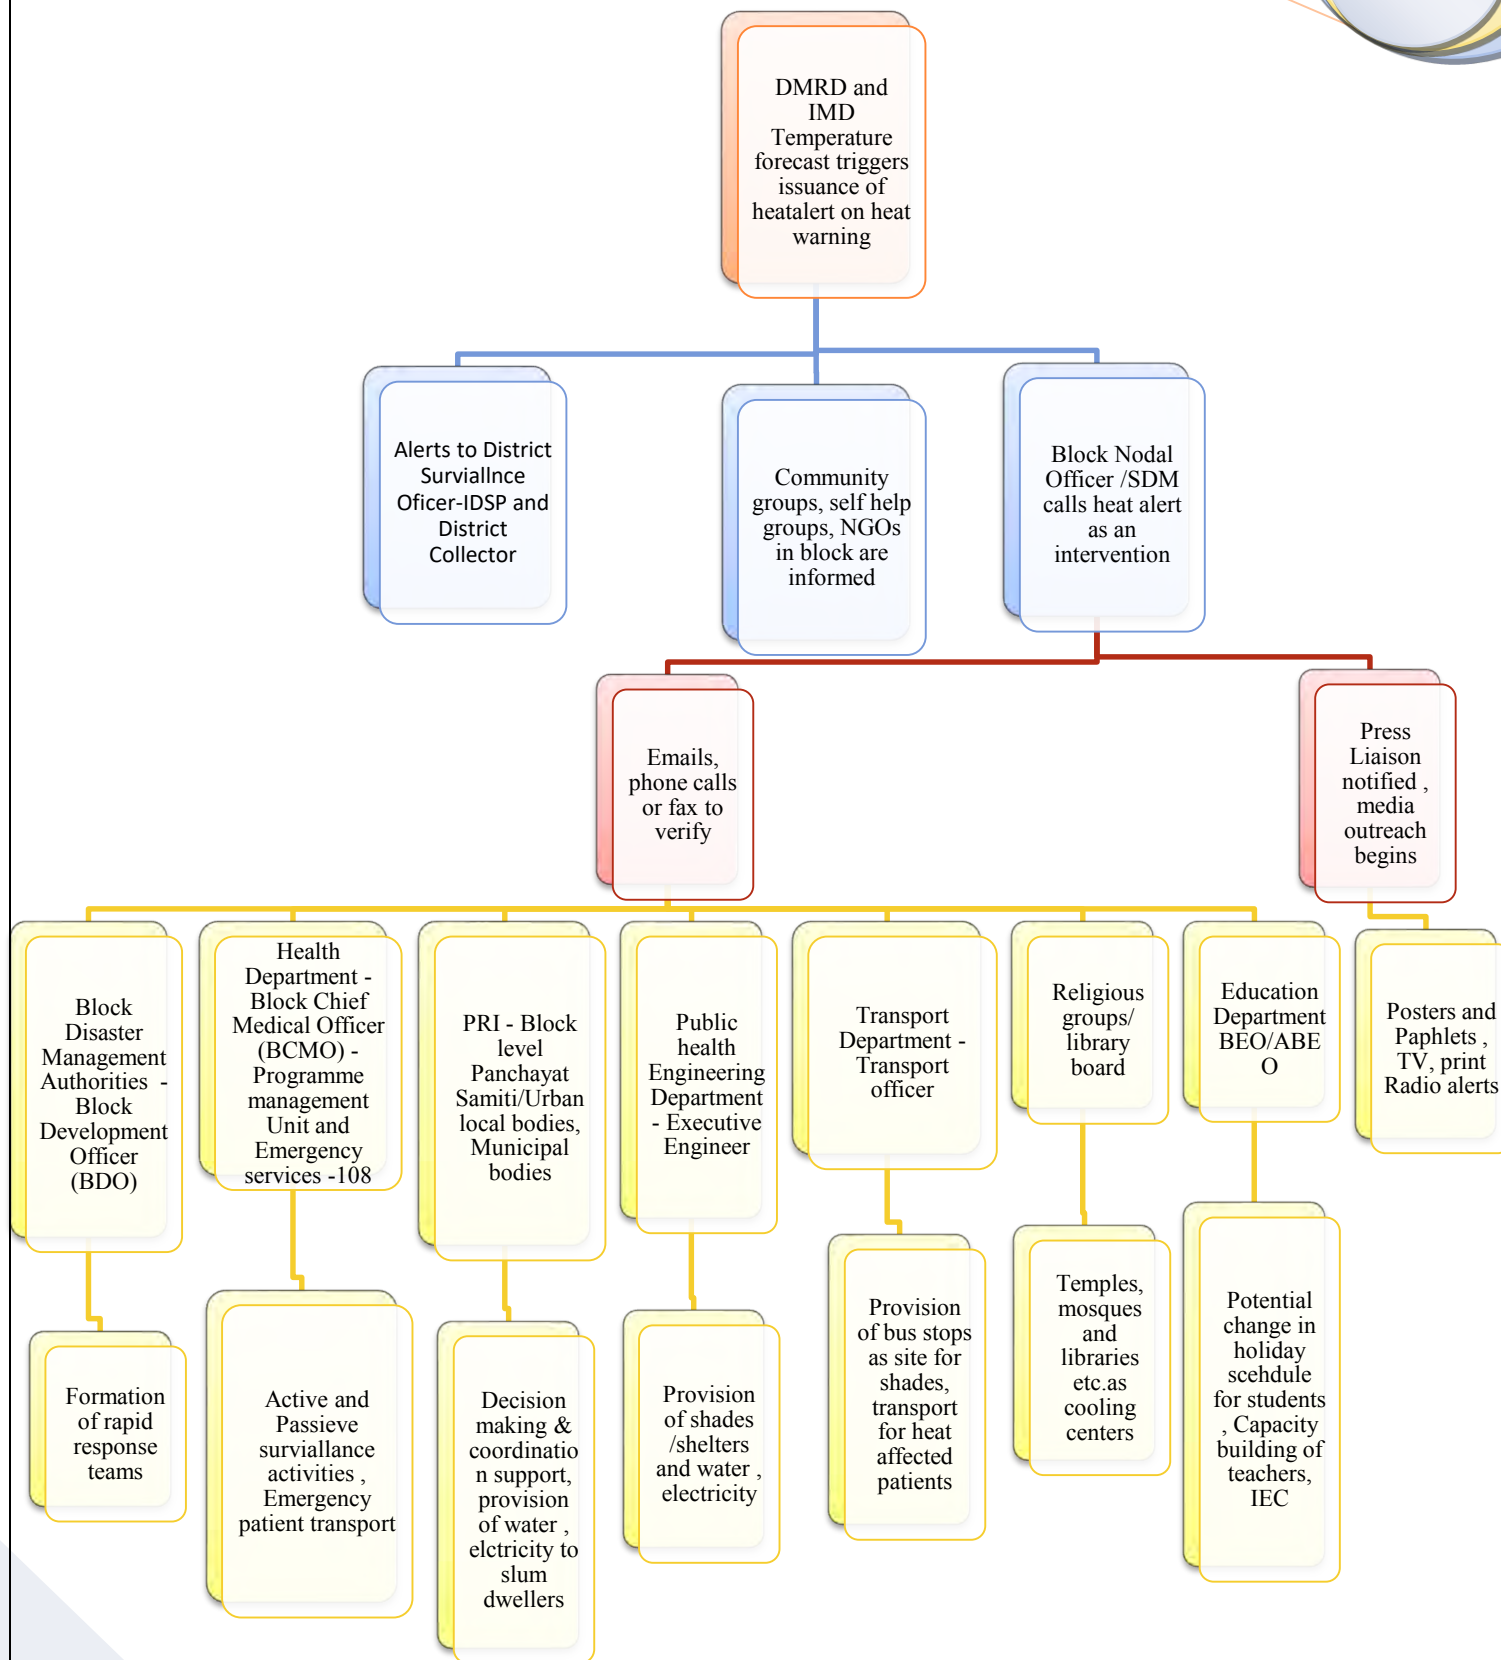 DMRD and
IMD
Temperature
forecast triggers
issuance of
heatalert on heat
warning
Alerts to District
Surviallnce
Oficer-IDSP and
District
Collector
Community
groups, self help
groups, NGOs
in block are
informed
Block Nodal
Officer /SDM
calls heat alert
as an
intervention
Emails,
phone calls
or fax to
verify
Press
Liaison
notified ,
media
outreach
begins
Block
Disaster
Management
Authorities -
Block
Development
Officer
(BDO)
Health
Department -
Block Chief
Medical Officer
(BCMO) -
Programme
management
Unit and
Emergency
services -108
PRI - Block
level
Panchayat
Samiti/Urban
local bodies,
Municipal
bodies
Public
health
Engineering
Department
- Executive
Engineer
Transport
Department -
Transport
officer
Religious
groups/
library
board
Education
Department
BEO/ABE
O
Posters and
Paphlets ,
TV, print
Radio alerts
Formation
of rapid
response
teams
Active and
Passieve
surviallance
activities ,
Emergency
patient transport
Decision
making &
coordinatio
n support,
provision
of water ,
elctricity to
slum
dwellers
Provision
of shades
/shelters
and water ,
electricity
Provision
of bus stops
as site for
shades,
transport
for heat
affected
patients
Temples,
mosques
and
libraries
etc.as
cooling
centers
Potential
change in
holiday
scehdule
for students
, Capacity
building of
teachers,
IEC